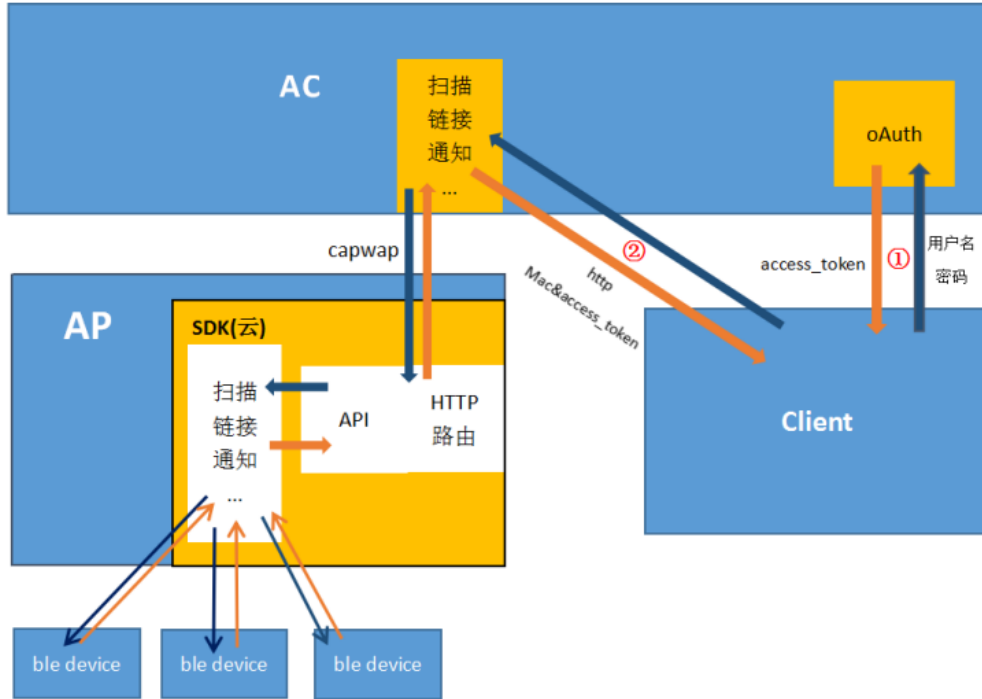 AC
扫描
链接
通知
...
oAuth
capwap
②
http
Mac&access_token
access_token
①
用户名
密码
AP
SDK(云)
扫描
链接
通知
...
API
HTTP
路由
Client
ble device
ble device
ble device